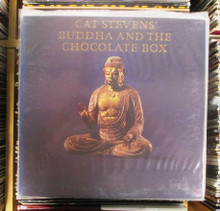 CAT STEVENS'
BUDDHA AND THE
CHOCOLATE BOX